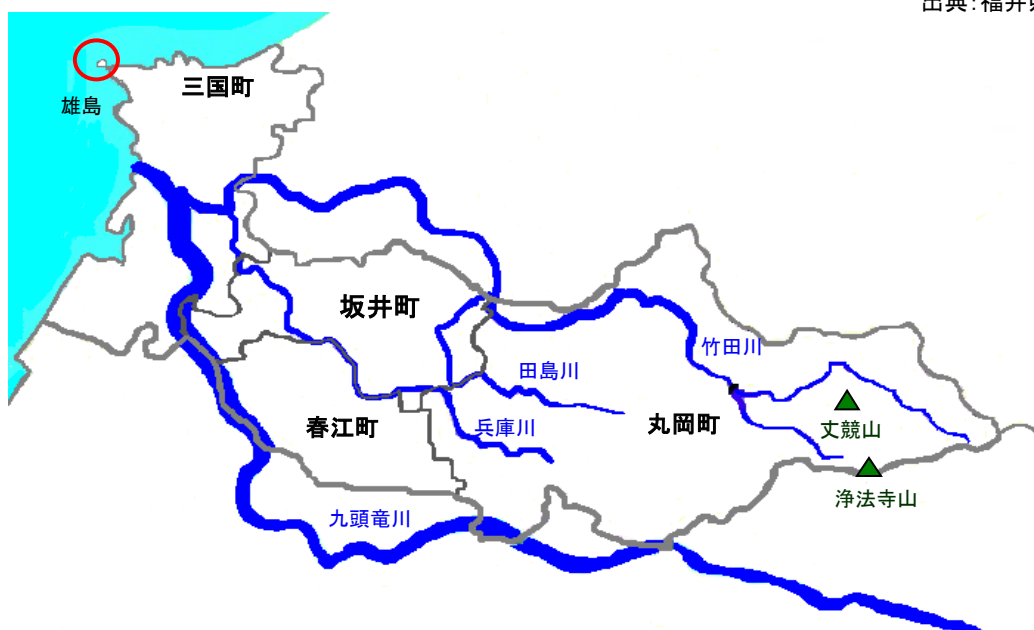 出典：福井県
三国町
雄島
坂井町
竹田川
田島川
丸岡町
春江町
兵庫川
丈競山
浄法寺山
九頭竜川